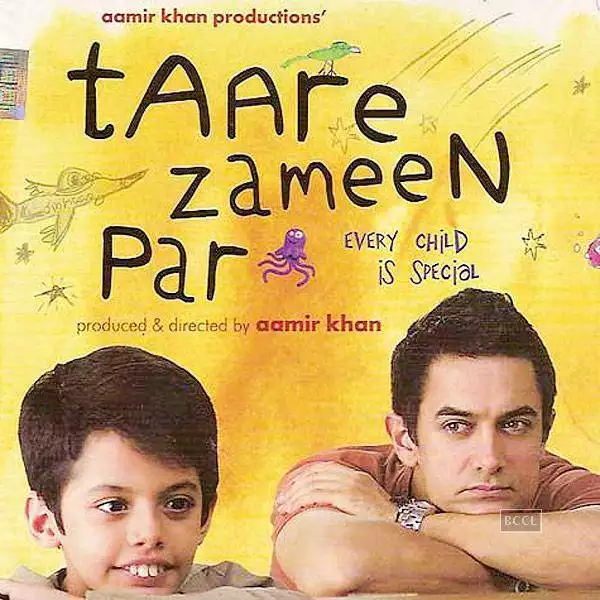 aamir khan productions'
tAAre
zameeN
Par
EVERY CHILD
iS SPECiAL
produced & directed by aamir khan
BCCL